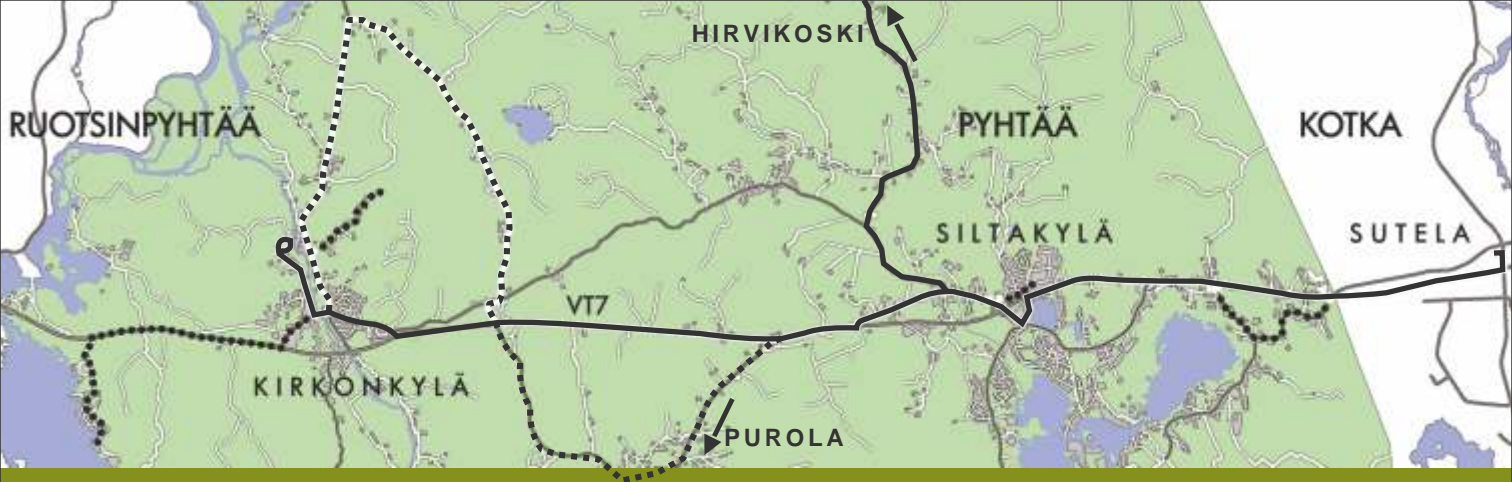 HIRVIKOSKI
RUOTSINPYHTÄÄ
PYHTÄÄ
KOTKA
SILTAKYLÄ
SUTELA
VT7
KIRKONKYLÄ
PUROLA